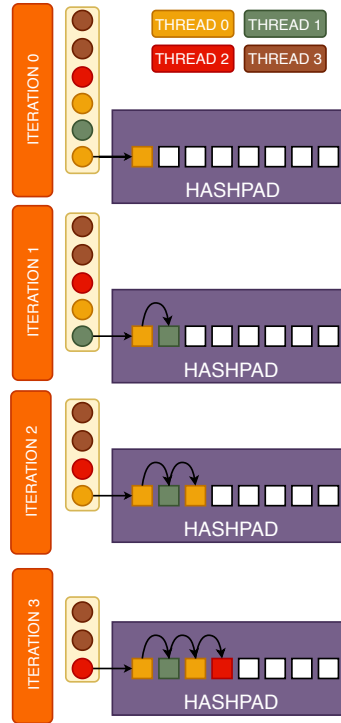 THREAD 0
THREAD 1
THREAD 2
THREAD 3
ITERATION 0
HASHPAD
ITERATION 1
HASHPAD
ITERATION 2
HASHPAD
ITERATION 3
HASHPAD